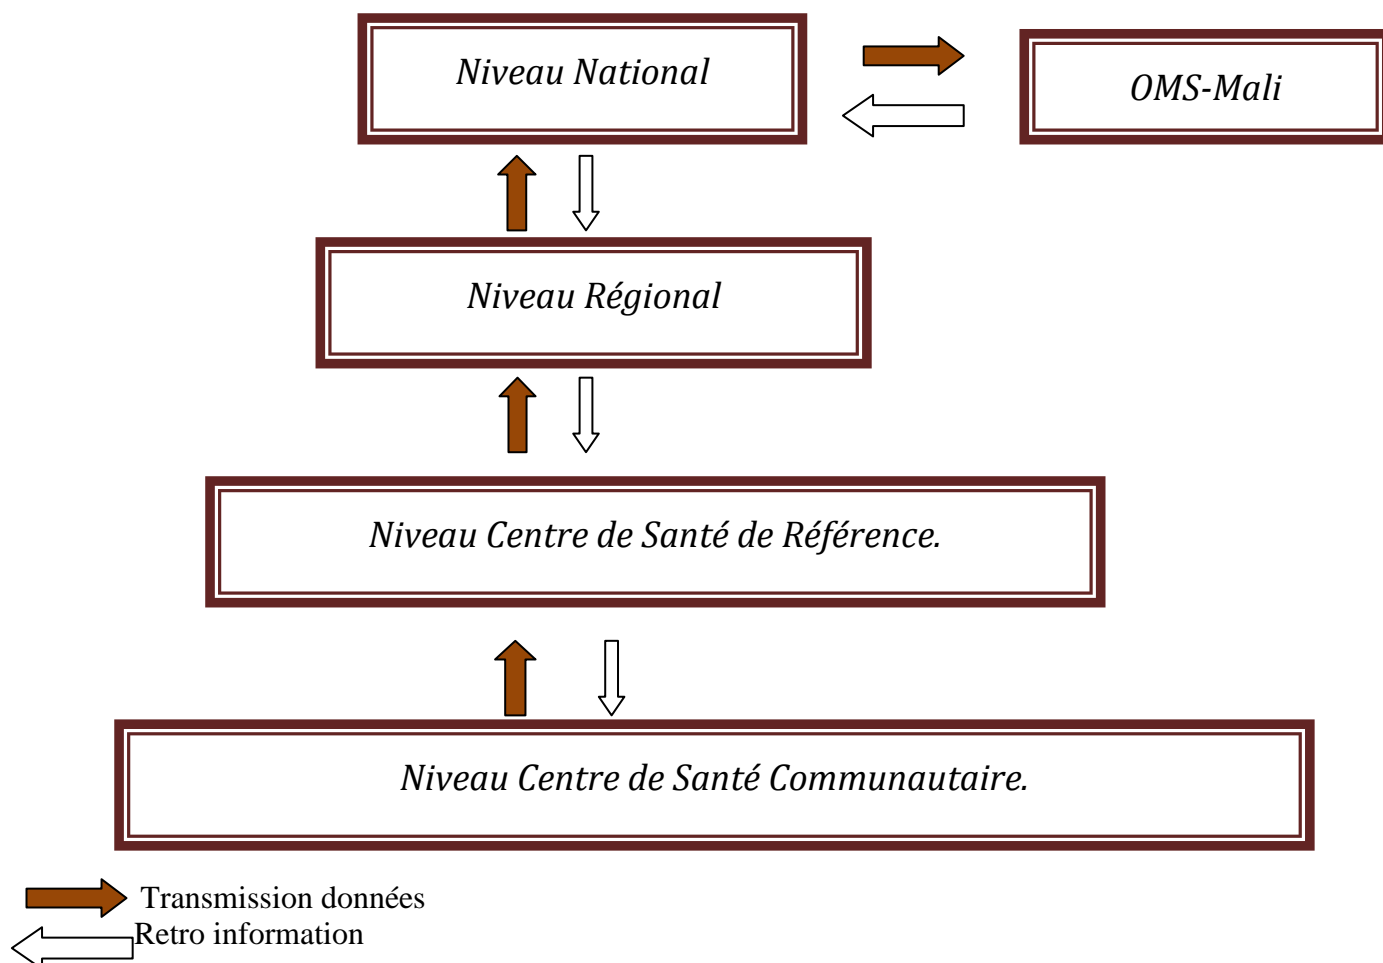 Niveau National
OMS-Mali
Niveau Régional
Niveau Centre de Santé de Référence.
Niveau Centre de Santé Communautaire.
Transmission données
Retro information